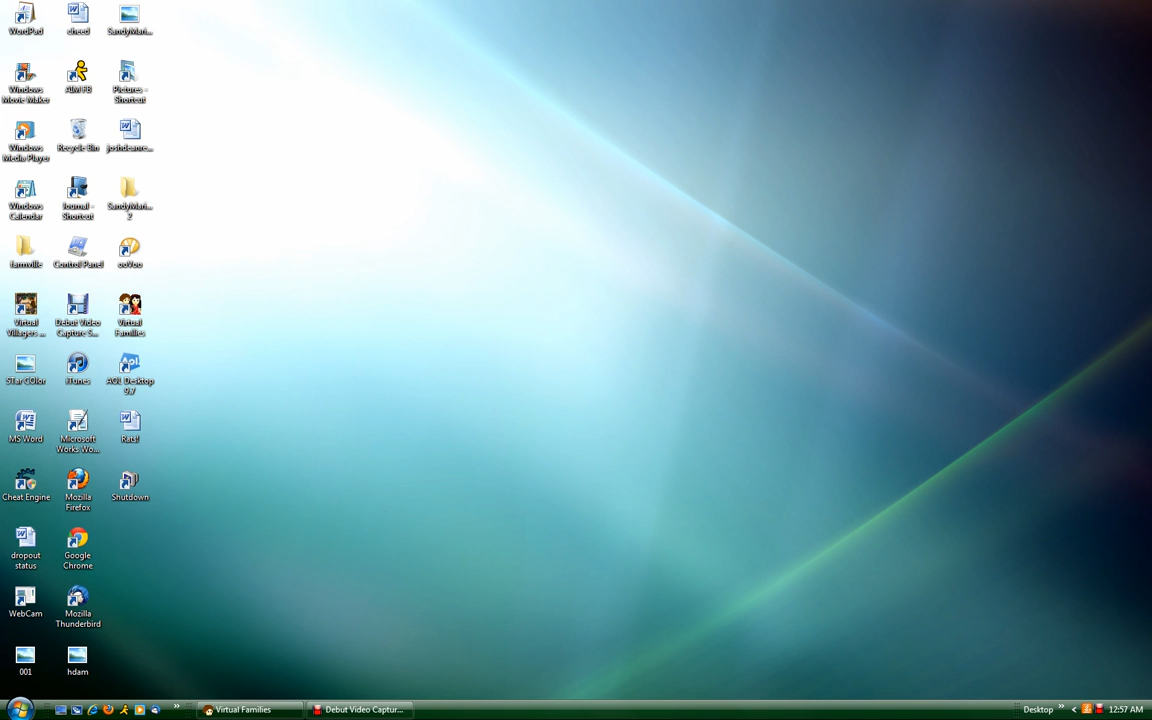 WordPad
cheed
SandyMari...
Windows
Movie Maker
AIM FB
Pictures -
Shortcut
Windows
Media Player
Recycle Bin
joshdeanre...
Windows
Calendar
Journal -
Shortcut
SandyMari...
2
farmville
Control Panel
ooVoo
Virtual
Villagers ...
Debut Video
Capture S...
Virtual
Families
STar COlor
iTunes
AOL Desktop
9.7
MS Word
Microsoft
Works Wo...
Rats!
Cheat Engine
Mozilla
Firefox
Shutdown
dropout
status
Google
Chrome
WebCam
Mozilla
Thunderbird
001
hdam
Virtual Families
Debut Video Captur...
Desktop
12:57 AM